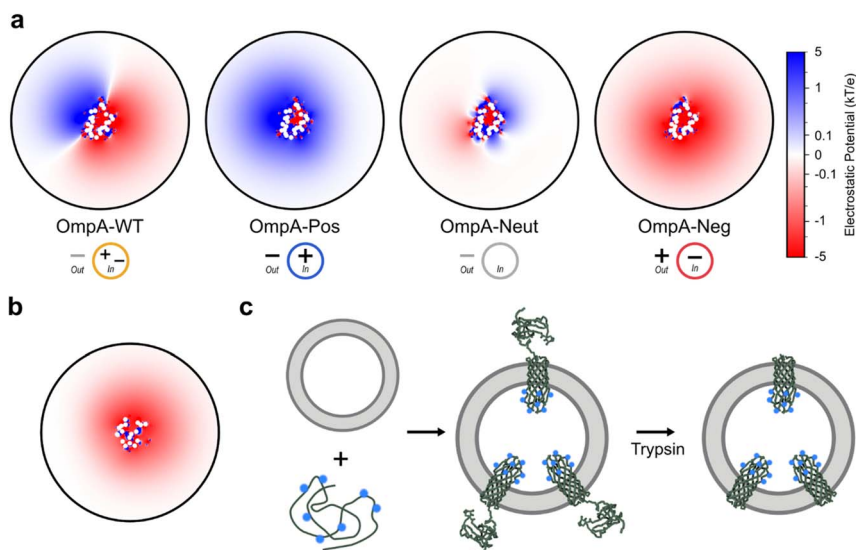 a
OmpA-WT
OmpA-Pos
OmpA-Neut
OmpA-Neg
− Out + − In
− Out + In
− Out In
+ Out − In
5
1
0.1
0
-0.1
-1
-5
Electrostatic Potential (kT/e)
b
c
+
Trypsin